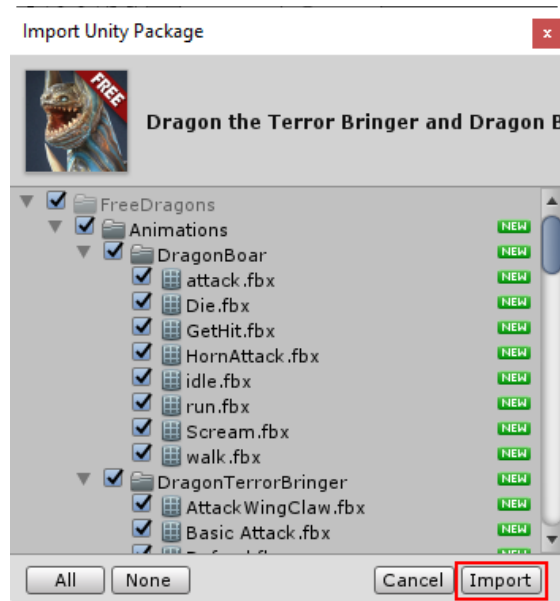 Import Unity Package
x
FREE
Dragon the Terror Bringer and Dragon B
FreeDragons
Animations NEW
DragonBoar NEW
attack.fbx NEW
Die.fbx NEW
GetHit.fbx NEW
HornAttack.fbx NEW
idle.fbx NEW
run.fbx NEW
Scream.fbx NEW
walk.fbx NEW
DragonTerrorBringer NEW
AttackWingClaw.fbx NEW
Basic Attack.fbx NEW
All None Cancel Import